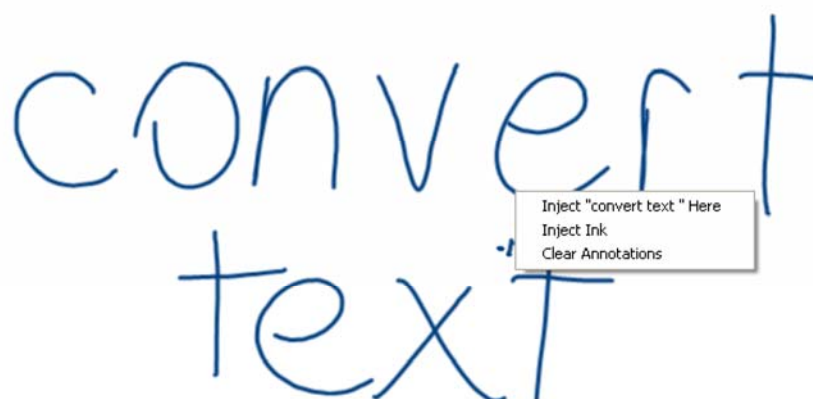 convert
Inject "convert text " Here
Inject Ink
Clear Annotations
text